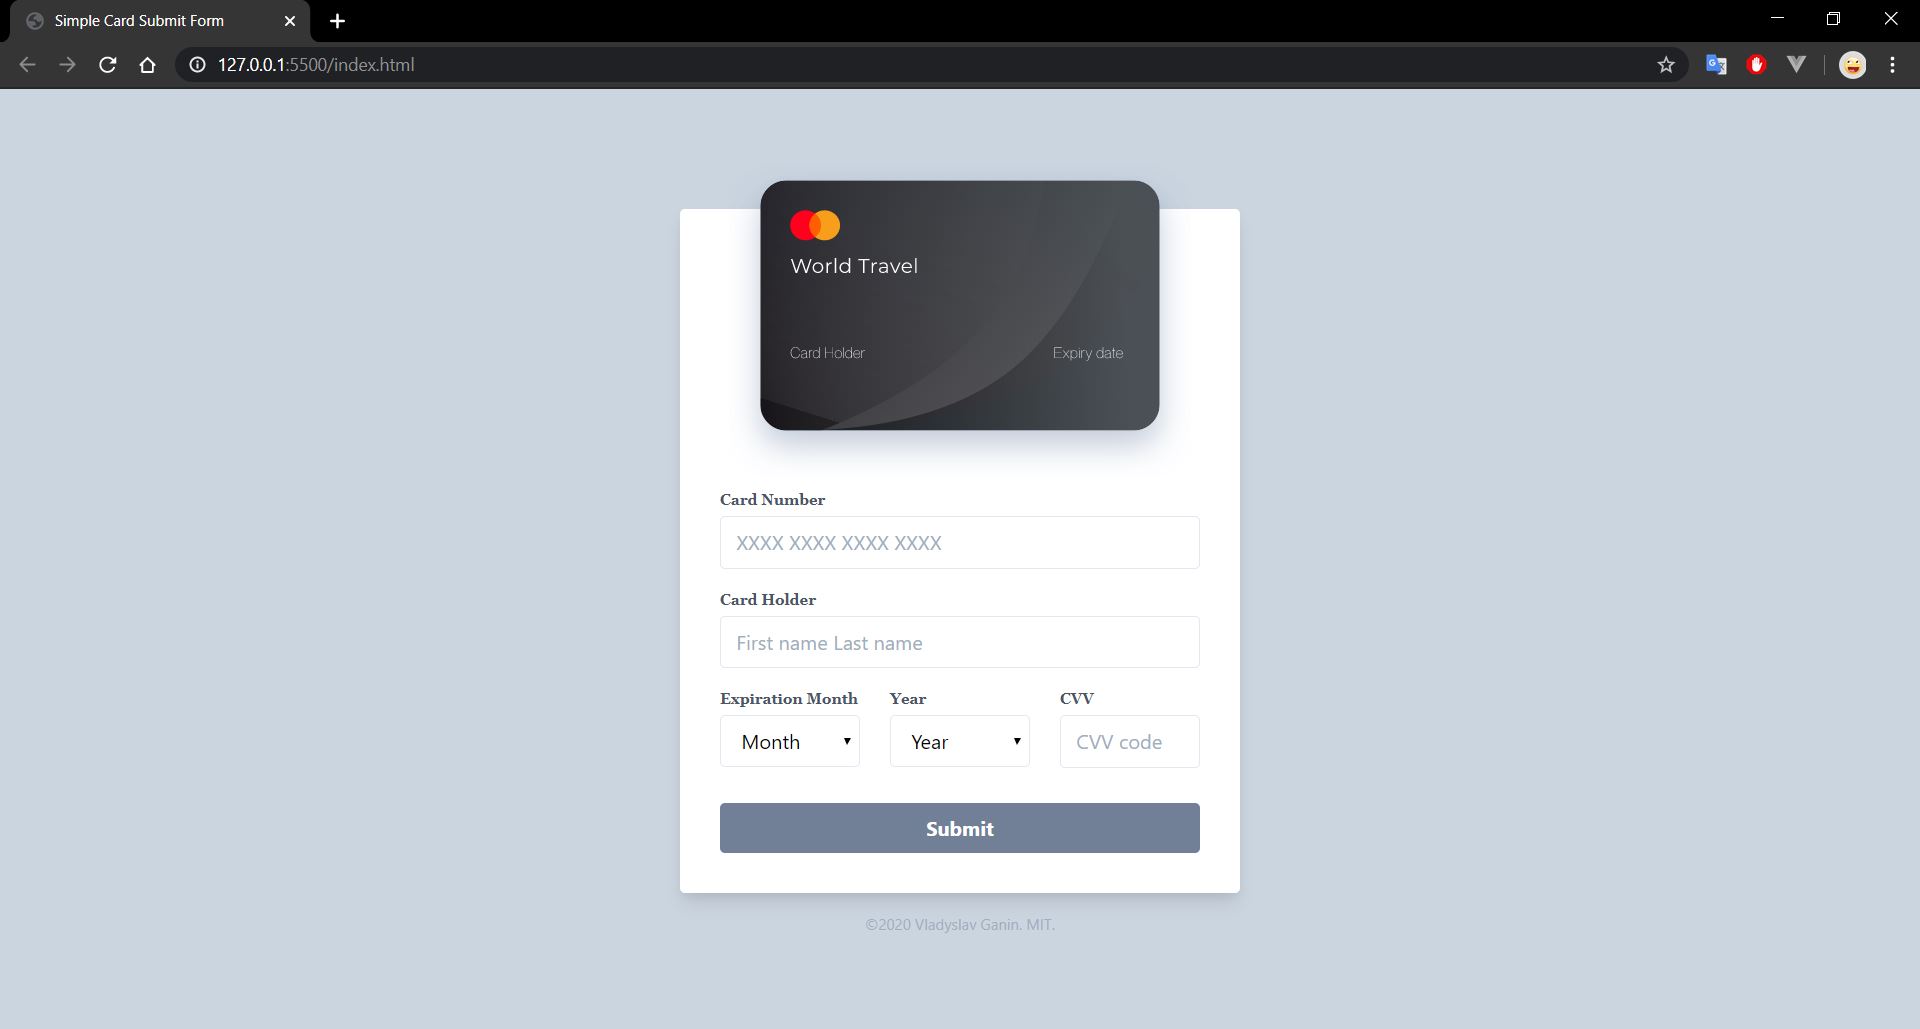 Simple Card Submit Form
127.0.0.1:5500/index.html
World Travel
Card Holder Expiry date
Card Number
XXXX XXXX XXXX XXXX
Card Holder
First name Last name
Expiration Month Year CVV
Month Year CVV code
Submit
©2020 Vladyslav Ganin. MIT.